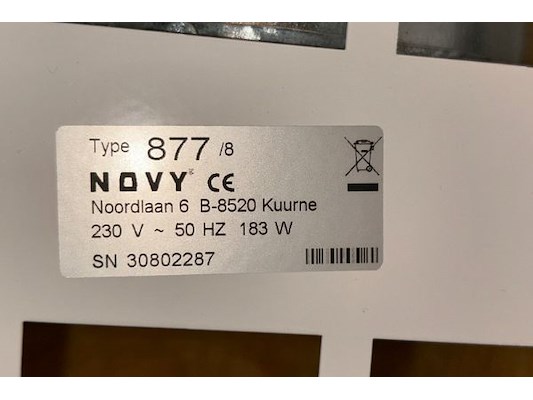 Type 877 /8
NOVY® CE
Noordlaan 6 B-8520 Kuurne
230 V ~ 50 HZ 183 W
SN 30802287